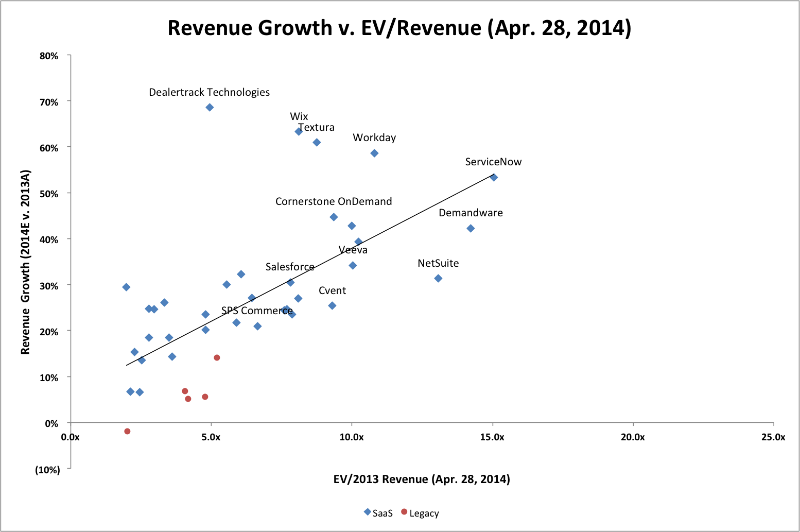 Revenue Growth v. EV/Revenue (Apr. 28, 2014)
80%
Dealertrack Technologies
70%
Wix
Textura
Workday
60%
ServiceNow
50%
Cornerstone OnDemand
Demandware
40%
Veeva
NetSuite
Salesforce
30%
Cvent
SPS Commerce
20%
10%
0%
0.0x 5.0x 10.0x 15.0x 20.0x 25.0x
(10%)
Revenue Growth (2014E v. 2013A)
EV/2013 Revenue (Apr. 28, 2014)
SaaS Legacy